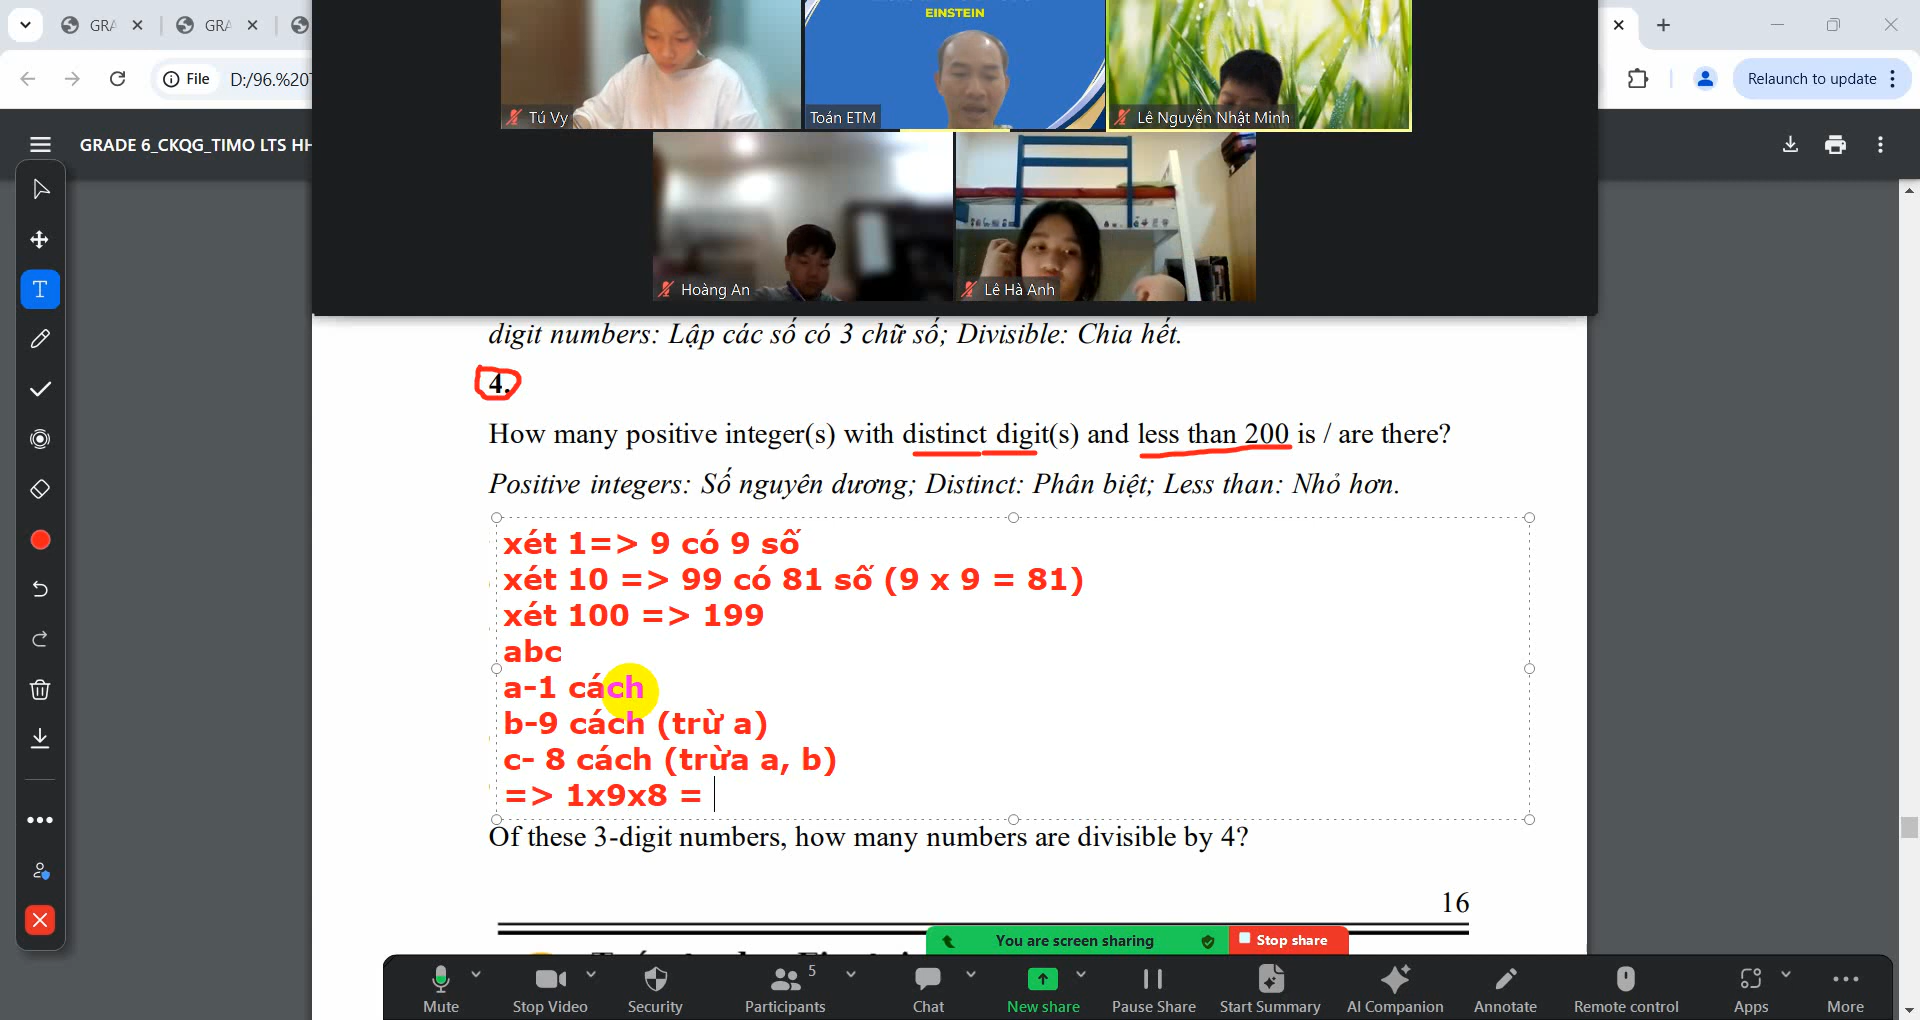 GRA
GRA
File
D:/96.%20
Relaunch to update
GRADE 6_CKQG_TIMO LTS HH
EINSTEIN
Tú Vy
Toán ETM
Lê Nguyễn Nhật Minh
Hoàng An
Lê Hà Anh
digit numbers: Lập các số có 3 chữ số; Divisible: Chia hết.
4.
How many positive integer(s) with distinct digit(s) and less than 200 is / are there?
Positive integers: Số nguyên dương; Distinct: Phân biệt; Less than: Nhỏ hơn.
xét 1=> 9 có 9 số
xét 10 => 99 có 81 số (9 x 9 = 81)
xét 100 => 199
abc
a-1 cách
b-9 cách (trừ a)
c- 8 cách (trừa a, b)
=> 1x9x8 =
Of these 3-digit numbers, how many numbers are divisible by 4?
16
You are screen sharing
Stop share
Mute
Stop Video
Security
Participants
5
Chat
New share
Pause Share
Start Summary
AI Companion
Annotate
Remote control
Apps
More